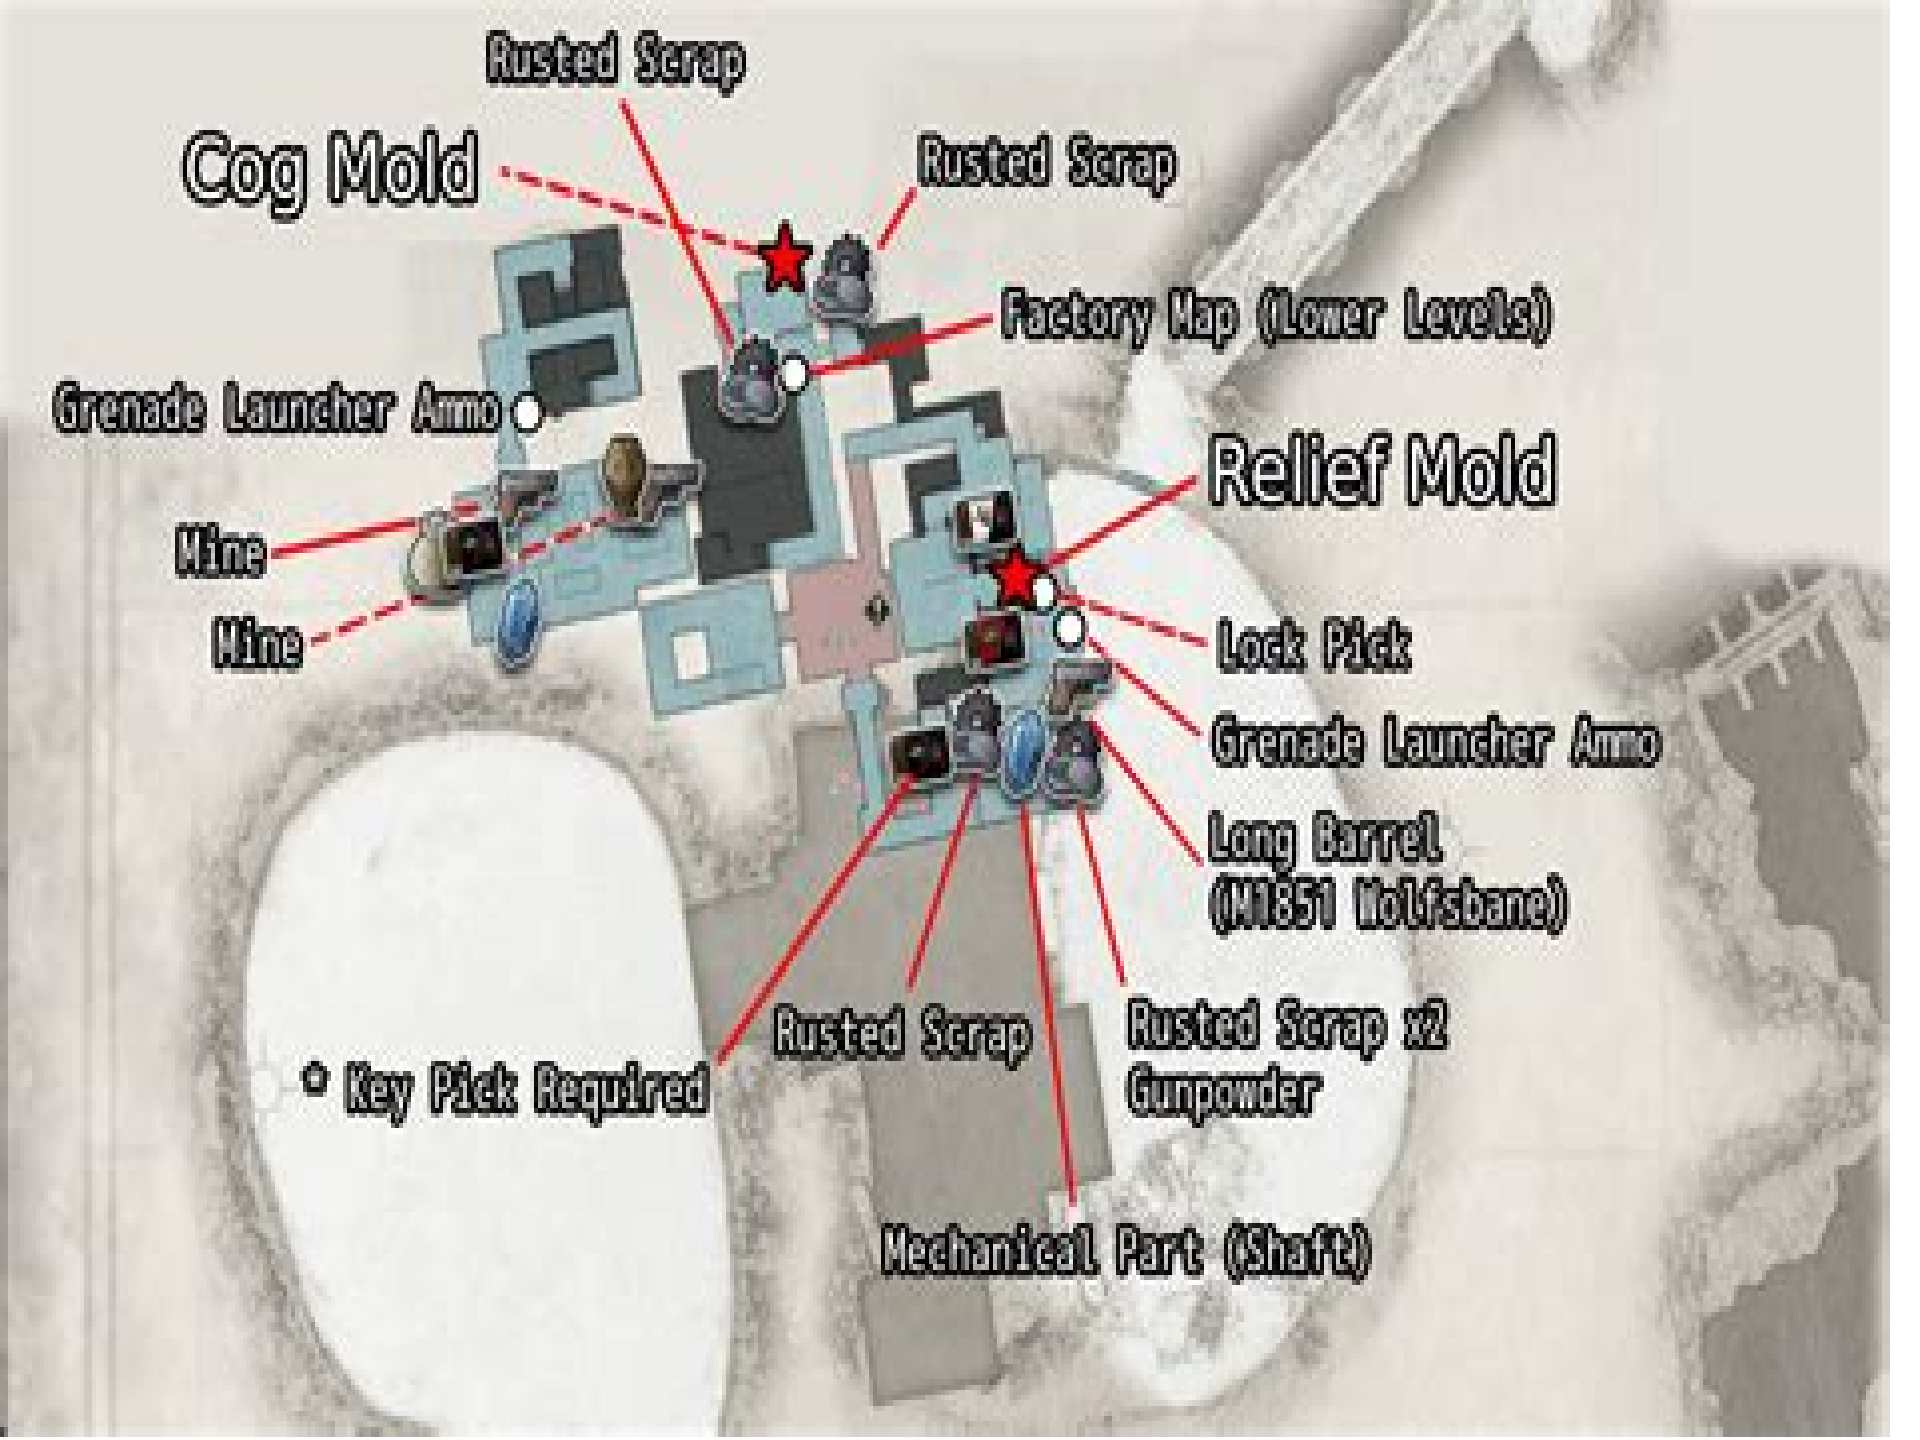 Rusted Scrap
Cog Mold
Rusted Scrap
Factory Map (Lower Levels)
Grenade Launcher Ammo
Relief Mold
Mine
Mine
Lock Pick
Grenade Launcher Ammo
Long Barrel
(M1851 Wolfsbane)
Rusted Scrap
Rusted Scrap x2
Gunpowder
Key Pick Required
Mechanical Part (Shaft)